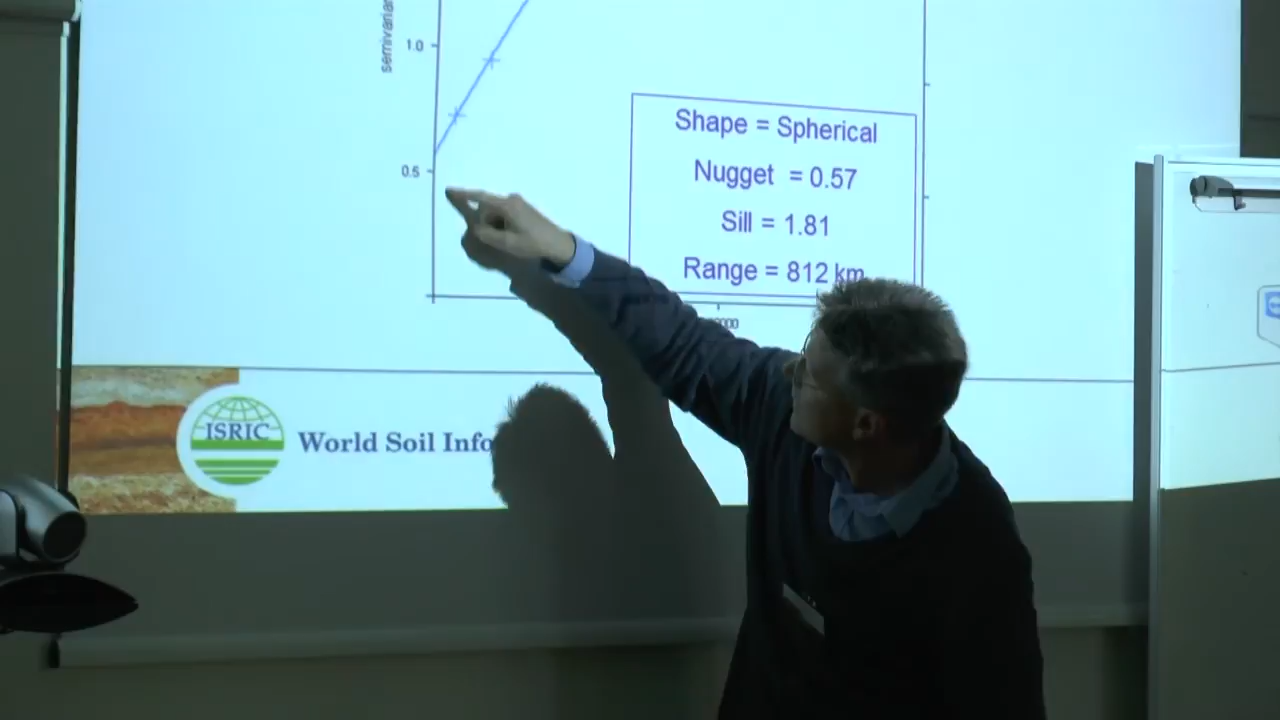 1.0
0.5
Shape = Spherical
Nugget = 0.57
Sill = 1.81
Range = 812 km
ISRIC
World Soil Info